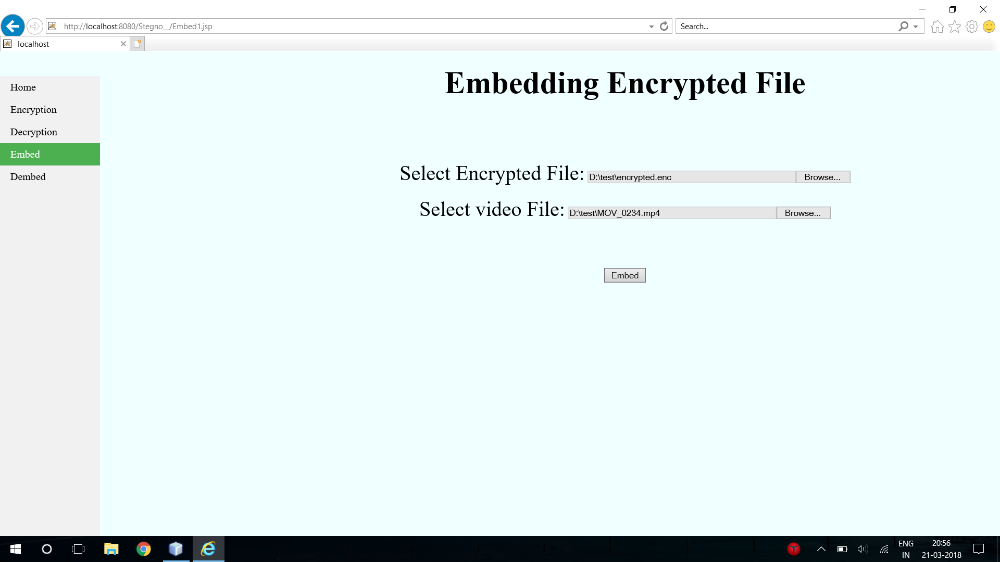 http://localhost:8080/Stegno__/Embed1.jsp
Search...
localhost
Embedding Encrypted File
Home
Encryption
Decryption
Embed
Dembed
Select Encrypted File: D:\test\encrypted.enc Browse...
Select video File: D:\test\MOV_0234.mp4 Browse...
Embed
ENG
IN
20:56
21-03-2018